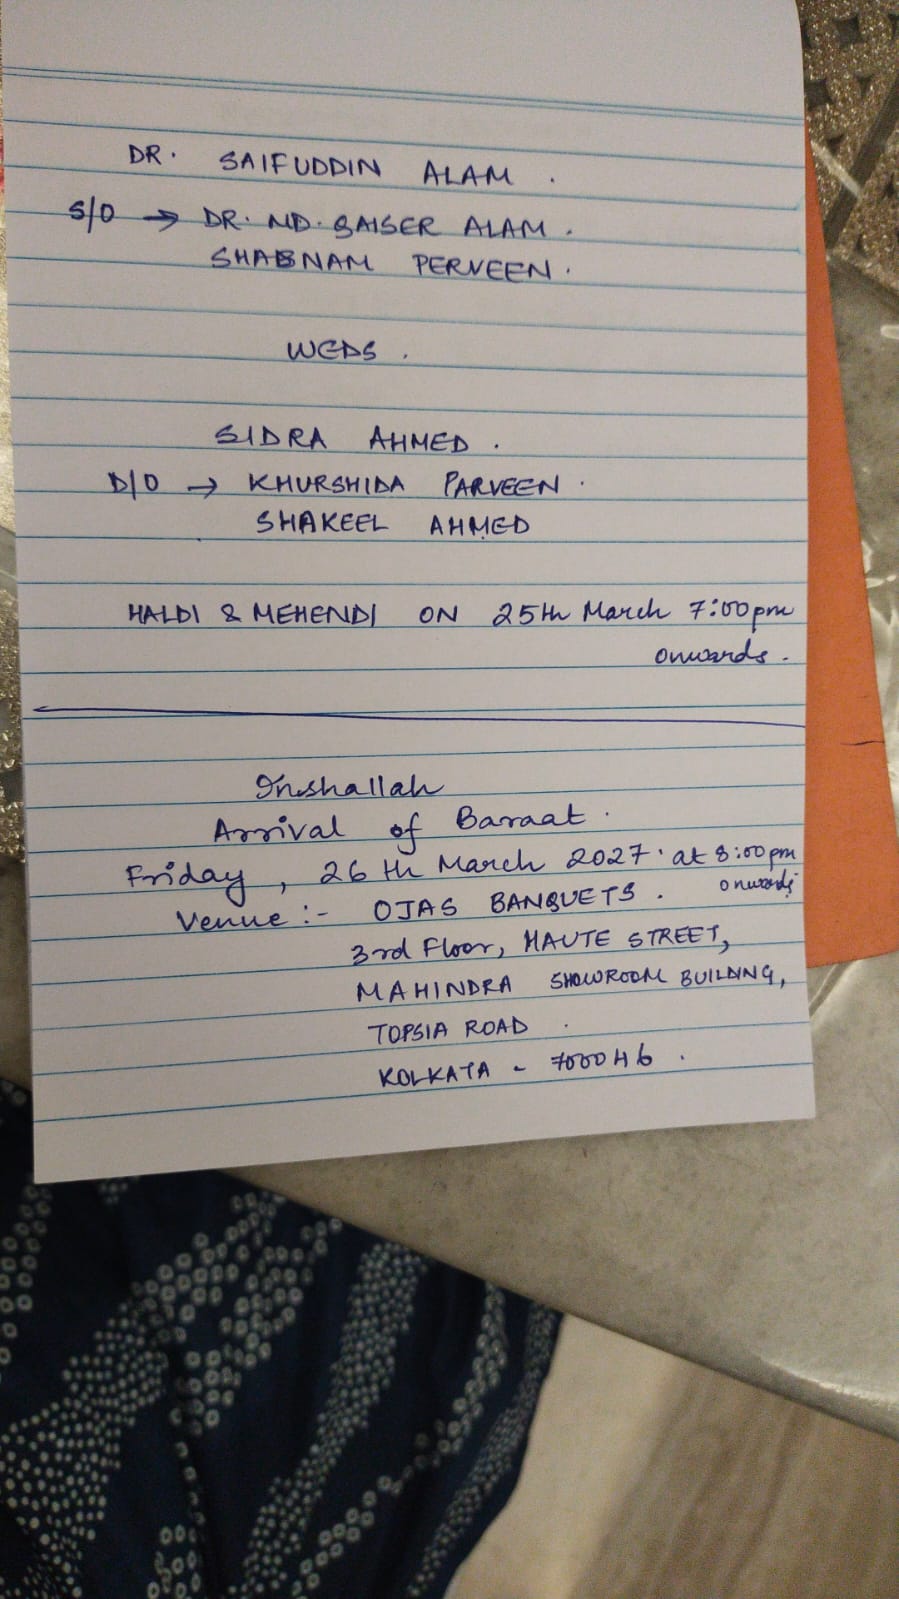 DR. SAIFUDDIN ALAM.
S/O → DR. MD. QAISER ALAM.
SHABNAM PERVEEN.
WEDS.
SIDRA AHMED.
D/O → KHURSHIDA PARVEEN.
SHAKEEL AHMED
HALDI & MEHENDI ON 25th March 7:00pm
onwards.
Inshallah
Arrival of Baraat.
Friday, 26th March 2027. at 8:00pm
onwards
Venue :- OJAS BANQUETS.
3rd Floor, HAUTE STREET,
MAHINDRA SHOWROOM BUILDING,
TOPSIA ROAD.
KOLKATA - 700046.